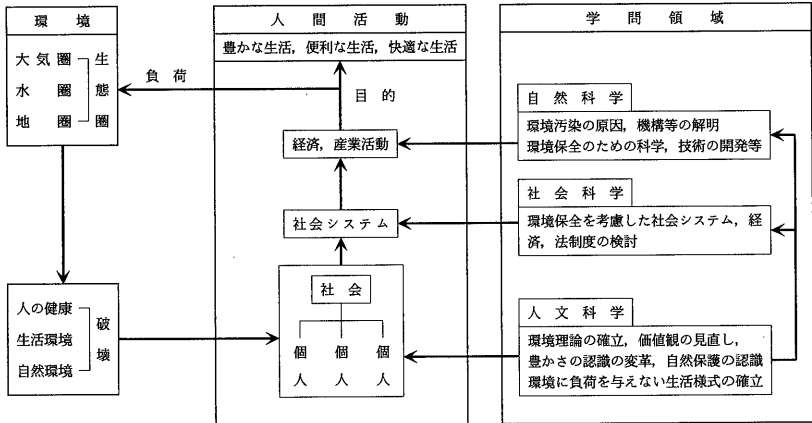 環境
大気圏
水圏
地圏
生態圏
負荷
人の健康
生活環境
自然環境
破壊
人間活動
豊かな生活，便利な生活，快適な生活
目的
経済，産業活動
社会システム
社会
個人
個人
個人
学問領域
自然科学
環境汚染の原因，機構等の解明
環境保全のための科学，技術の開発等
社会科学
環境保全を考慮した社会システム，経
済，法制度の検討
人文科学
環境理論の確立，価値観の見直し，
豊かさの認識の変革，自然保護の認識
環境に負荷を与えない生活様式の確立